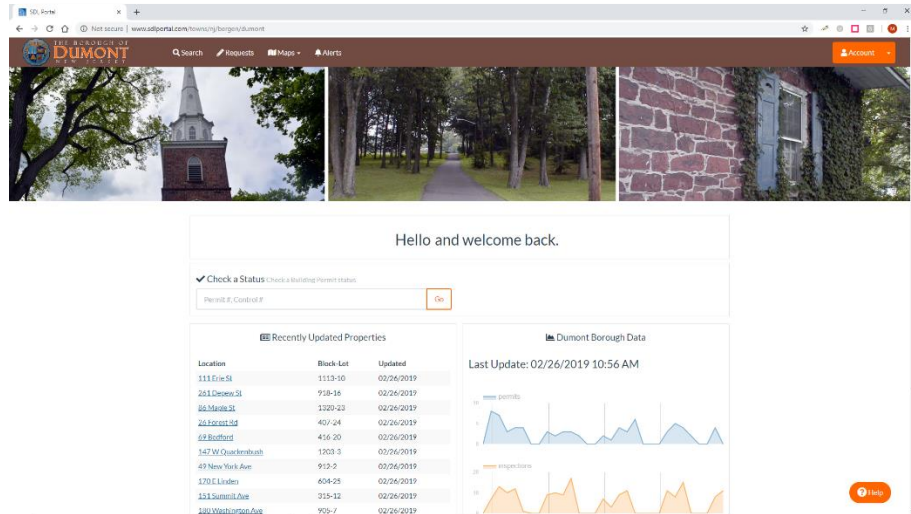 SDL Portal
Not secure | www.sdlportal.com/towns/nj/bergen/dumont
THE BOROUGH OF
DUMONT
NEW JERSEY
Search Requests Maps Alerts
Account
Hello and welcome back.
Check a Status Check a Building Permit Status
Permit #, Control #
Go
Recently Updated Properties
Location Block-Lot Updated
111 Erie St 1113-10 02/26/2019
261 Depew St 918-16 02/26/2019
86 Maple St 1320-23 02/26/2019
26 Forest Rd 407-24 02/26/2019
69 Bedford 416-20 02/26/2019
147 W Quackenbush 1203-3 02/26/2019
49 New York Ave 912-2 02/26/2019
170 E Linden 604-25 02/26/2019
151 Summit Ave 315-12 02/26/2019
180 Washington Ave 905-7 02/26/2019
Dumont Borough Data
Last Update: 02/26/2019 10:56 AM
permits
10
5
0
inspections
20
10
0
Help